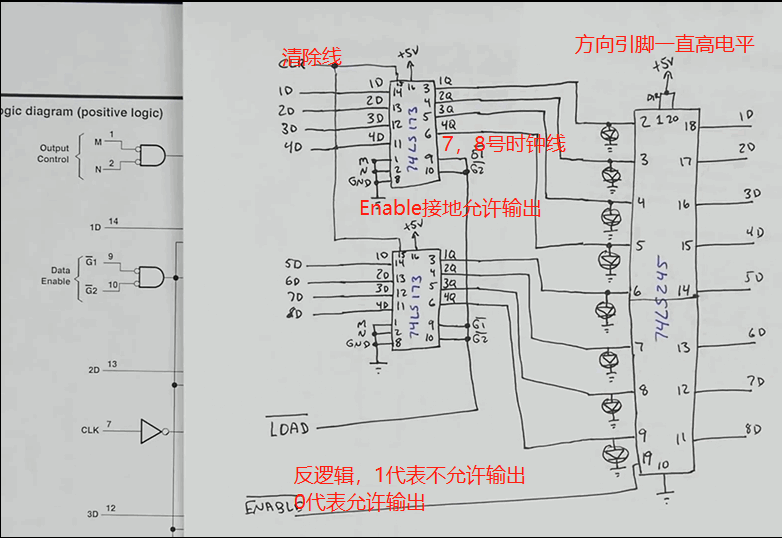 ogic diagram (positive logic)
Output
Control
M
1
N
2
1D
14
Data
Enable
G1
9
G2
10
2D
13
CLK
7
3D
12
清除线
CLR
+5V
1D
2D
3D
4D
1D
2D
3D
4D
15
16
14
13
12
11
1
2
8
M
N
GND
74LS173
3
4
5
6
9
10
1Q
2Q
3Q
4Q
G1
G2
7，8号时钟线
Enable接地允许输出
+5V
5D
6D
7D
8D
1D
2D
3D
4D
15
16
14
13
12
11
1
2
8
M
N
GND
74LS173
3
4
5
6
9
10
1Q
2Q
3Q
4Q
G1
G2
LOAD
ENABLE
反逻辑，1代表不允许输出
0代表允许输出
方向引脚一直高电平
+5V
DIR
1
20
2
3
4
5
6
7
8
9
19
10
74LS245
18
17
16
15
14
13
12
11
1D
2D
3D
4D
5D
6D
7D
8D